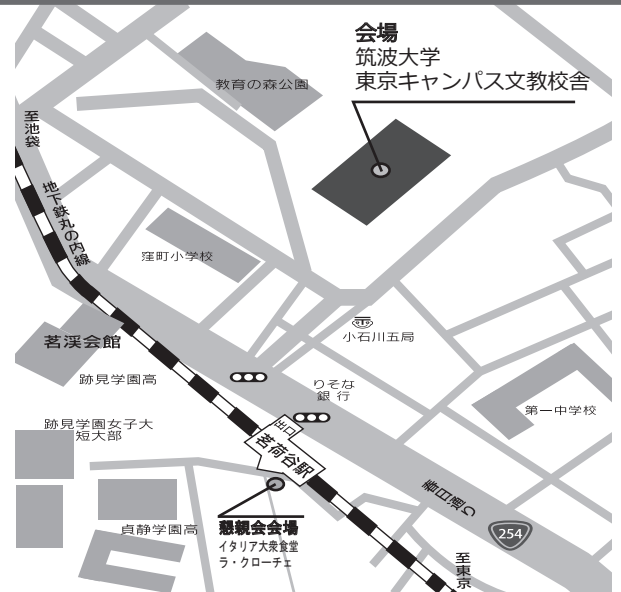 会場
筑波大学
東京キャンパス文教校舎
教育の森公園
至池袋
地下鉄丸の内線
窪町小学校
茗渓会館
小石川五局
跡見学園高
りそな
銀行
第一中学校
跡見学園女子大
短大部
出口
茗荷谷駅
春日通り
254
貞静学園高
懇親会会場
イタリア大衆食堂
ラ・クローチェ
至東京